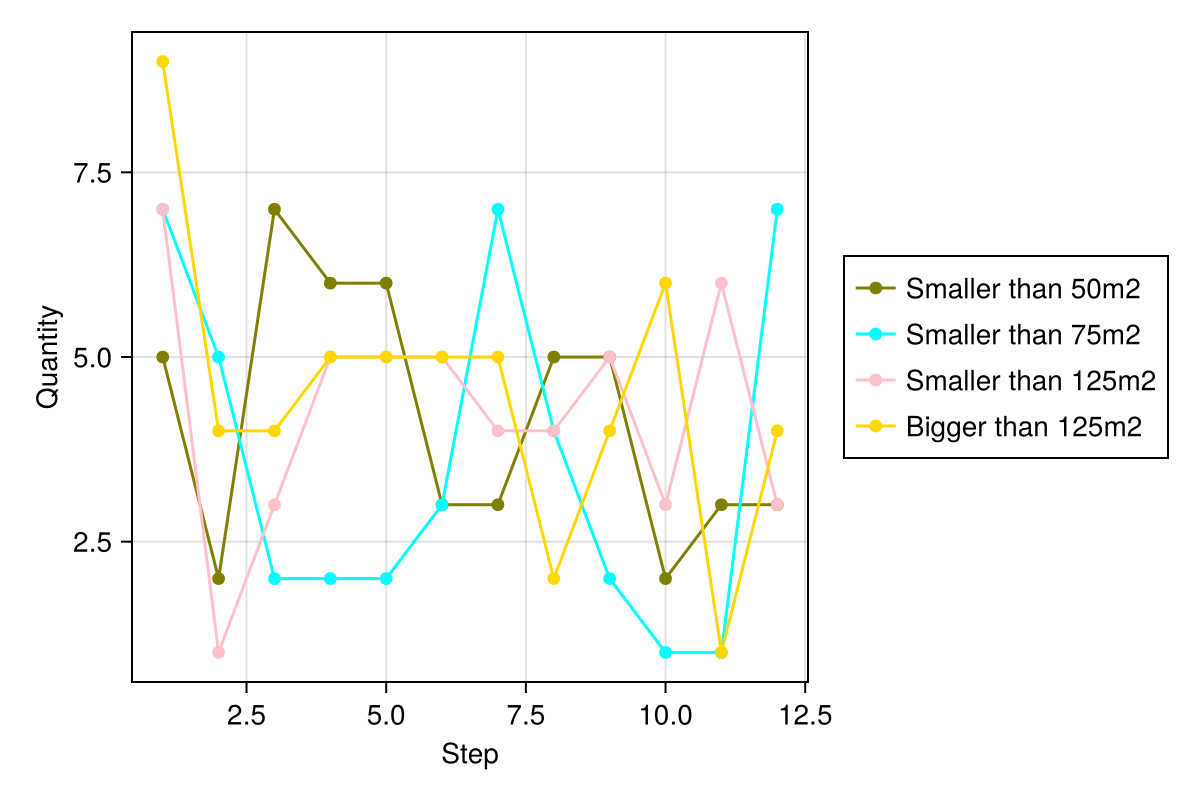 Quantity
7.5
5.0
2.5
2.5 5.0 7.5 10.0 12.5
Step
Smaller than 50m2
Smaller than 75m2
Smaller than 125m2
Bigger than 125m2